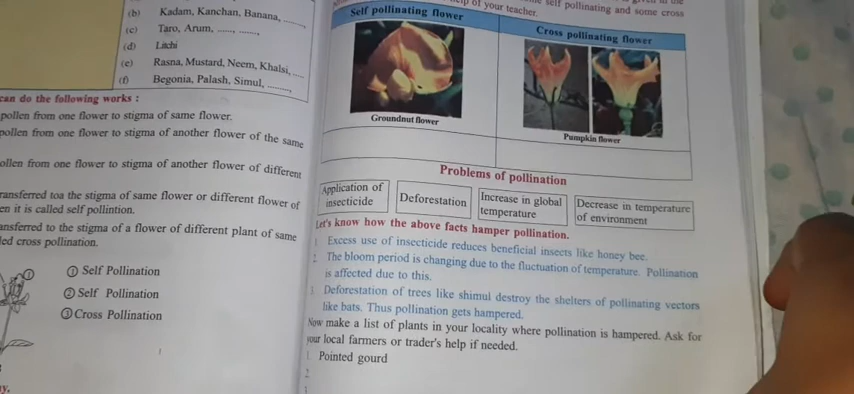 (b) Kadam, Kanchan, Banana, ......,
(c) Taro, Arum, ......, ......,
(d) Litchi
(e) Rasna, Mustard, Neem, Khalsi, ....
(f) Begonia, Palash, Simul, ......,
can do the following works :
pollen from one flower to stigma of same flower.
pollen from one flower to stigma of another flower of the same
ollen from one flower to stigma of another flower of different
ransferred toa the stigma of same flower or different flower of
en it is called self pollintion.
ansferred to the stigma of a flower of different plant of same
led cross pollination.
①
① Self Pollination
② Self Pollination
③ Cross Pollination
y.
self pollinating and some cross
help of your teacher.
Self pollinating flower
Cross pollinating flower
Groundnut flower
Pumpkin flower
Problems of pollination
Application of
insecticide
Deforestation
Increase in global
temperature
Decrease in temperature
of environment
Let's know how the above facts hamper pollination.
1. Excess use of insecticide reduces beneficial insects like honey bee.
2. The bloom period is changing due to the fluctuation of temperature. Pollination
is affected due to this.
3. Deforestation of trees like shimul destroy the shelters of pollinating vectors
like bats. Thus pollination gets hampered.
Now make a list of plants in your locality where pollination is hampered. Ask for
your local farmers or trader's help if needed.
1. Pointed gourd
2.
3.